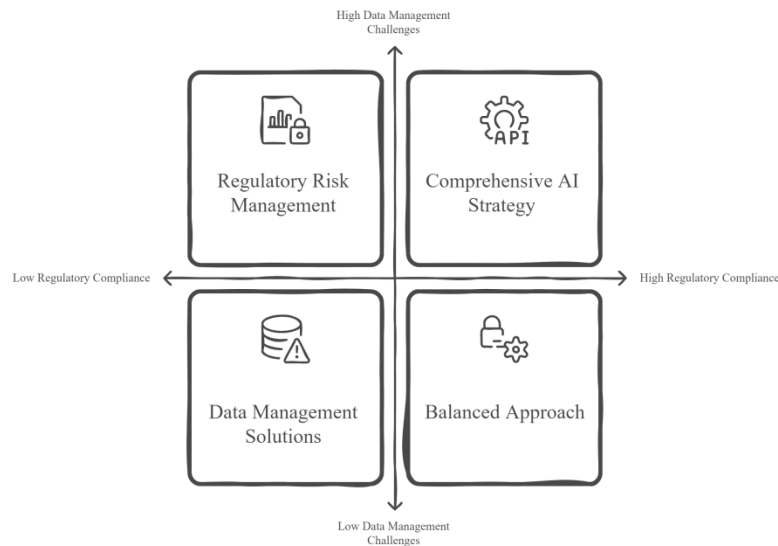 High Data Management
Challenges
Regulatory Risk
Management
API
Comprehensive AI
Strategy
Low Regulatory Compliance
High Regulatory Compliance
Data Management
Solutions
Balanced Approach
Low Data Management
Challenges